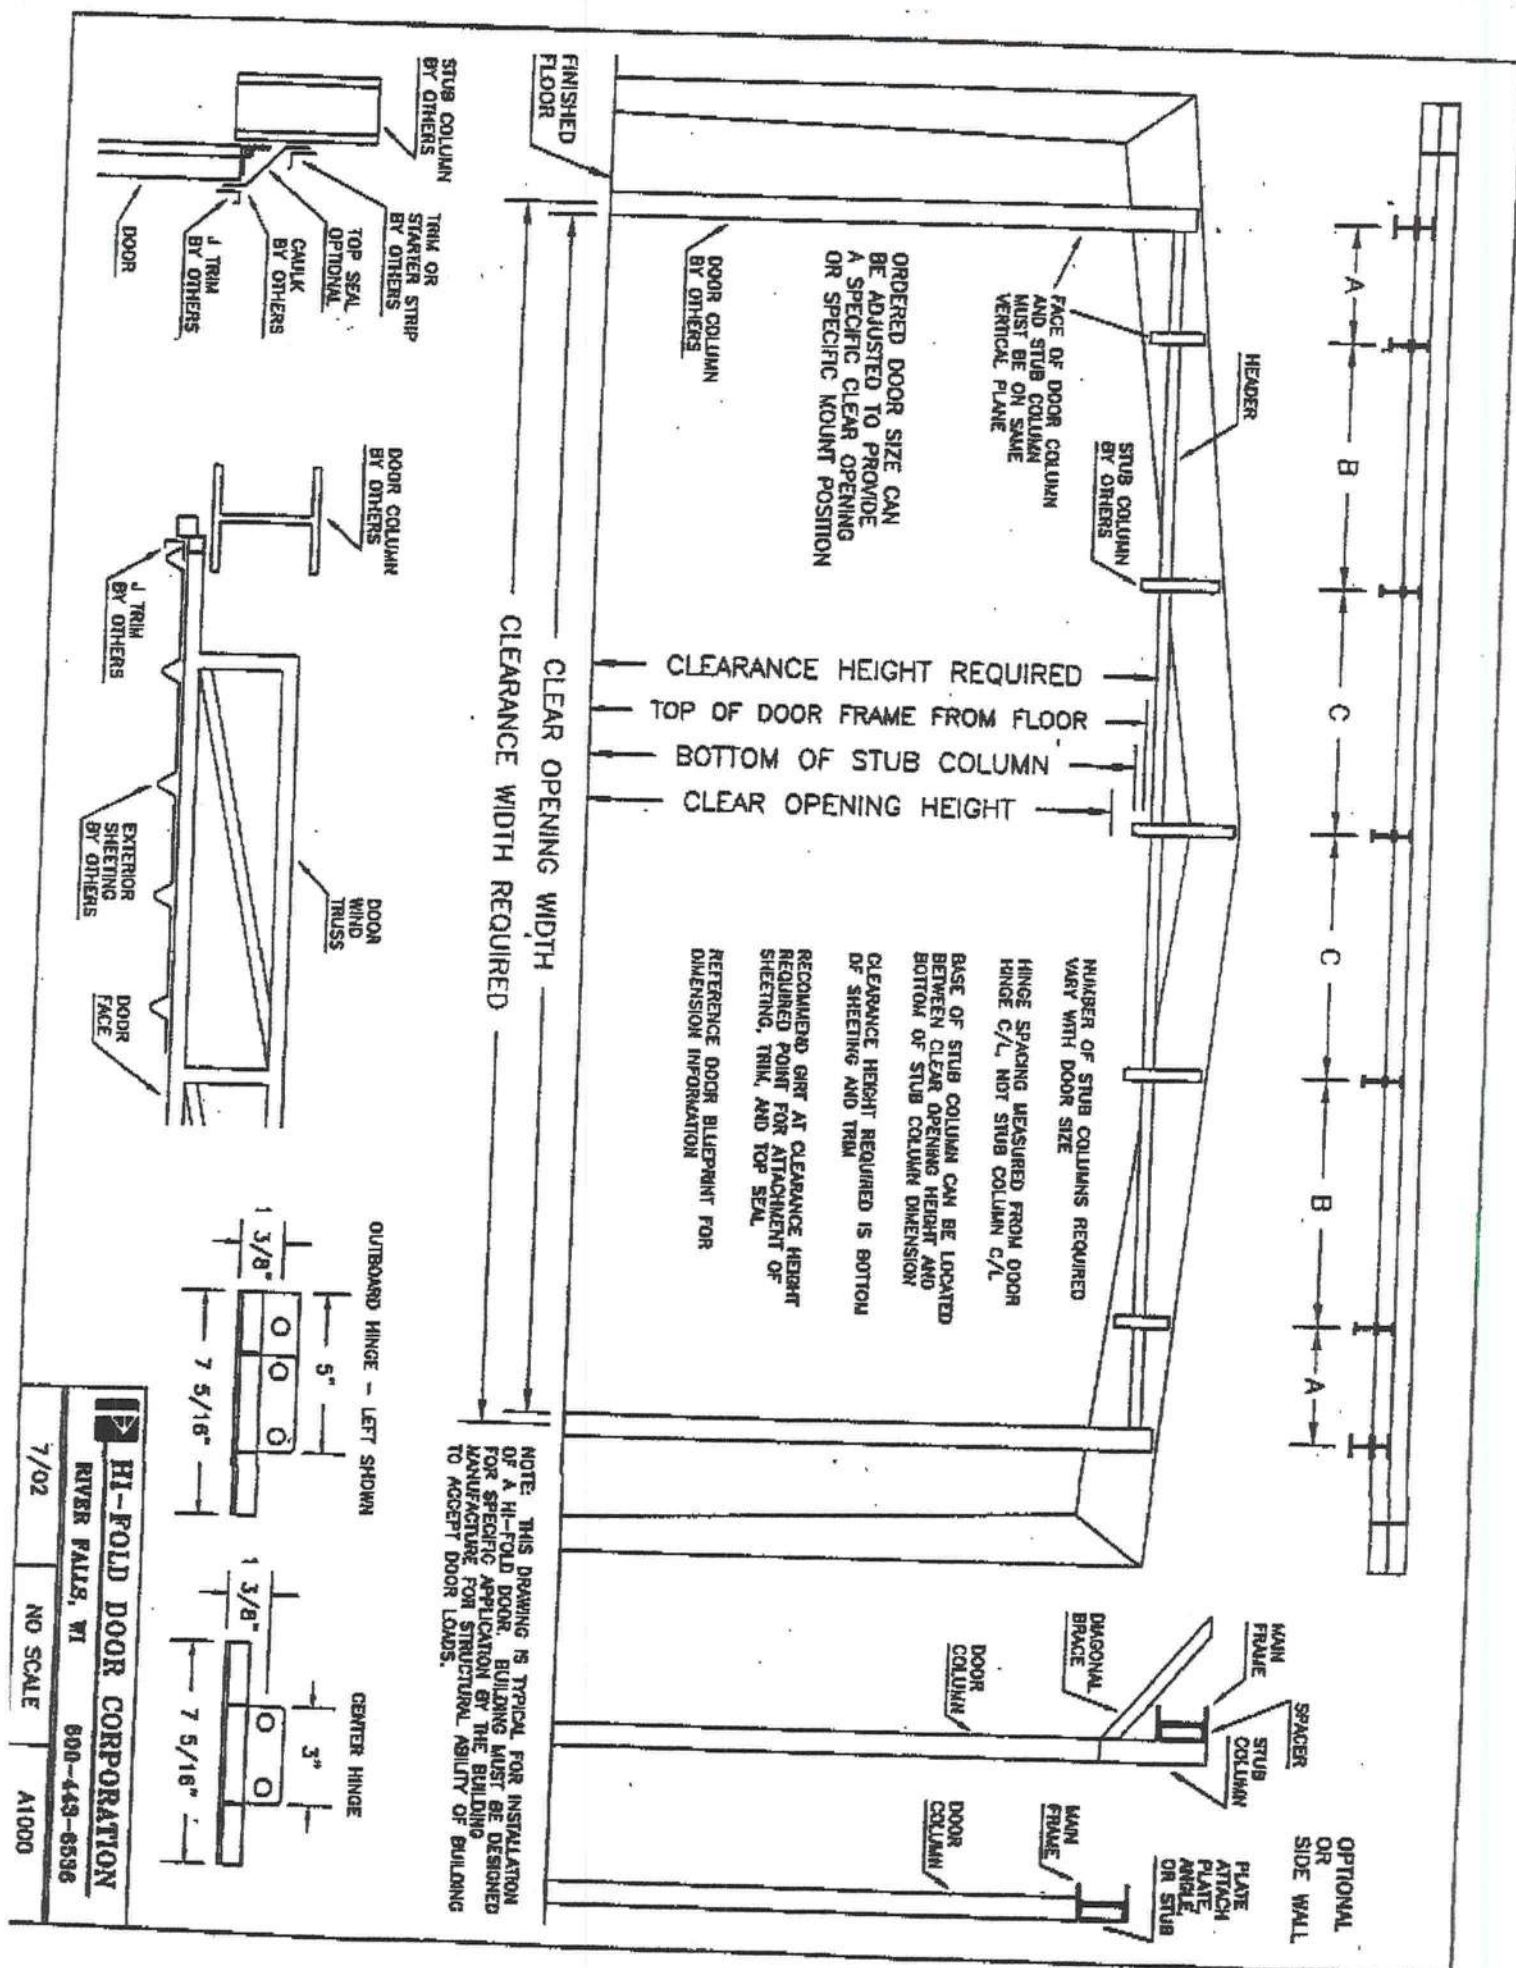 A
B
C
C
B
A
HEADER
STUB COLUMN
BY OTHERS
FACE OF DOOR COLUMN
AND STUB COLUMN
MUST BE ON SAME
VERTICAL PLANE
ORDERED DOOR SIZE CAN
BE ADJUSTED TO PROVIDE
A SPECIFIC CLEAR OPENING
OR SPECIFIC MOUNT POSITION
DOOR COLUMN
BY OTHERS
FINISHED
FLOOR
CLEARANCE HEIGHT REQUIRED
TOP OF DOOR FRAME FROM FLOOR
BOTTOM OF STUB COLUMN
CLEAR OPENING HEIGHT
NUMBER OF STUB COLUMNS REQUIRED
VARY WITH DOOR SIZE
HINGE SPACING MEASURED FROM DOOR
HINGE C/L, NOT STUB COLUMN C/L
BASE OF STUB COLUMN CAN BE LOCATED
BETWEEN CLEAR OPENING HEIGHT AND
BOTTOM OF STUB COLUMN DIMENSION
CLEARANCE HEIGHT REQUIRED IS BOTTOM
OF SHEETING AND TRIM
RECOMMEND GIRT AT CLEARANCE HEIGHT
REQUIRED POINT FOR ATTACHMENT OF
SHEETING, TRIM, AND TOP SEAL
REFERENCE DOOR BLUEPRINT FOR
DIMENSION INFORMATION
CLEAR OPENING WIDTH
CLEARANCE WIDTH REQUIRED
OPTIONAL
OR
SIDE WALL
MAIN
FRAME
SPACER
STUB
COLUMN
DIAGONAL
BRACE
DOOR
COLUMN
PLATE
ATTACH
PLATE,
ANGLE,
OR STUB
MAIN
FRAME
DOOR
COLUMN
NOTE: THIS DRAWING IS TYPICAL FOR INSTALLATION
OF A HI-FOLD DOOR. BUILDING MUST BE DESIGNED
FOR SPECIFIC APPLICATION BY THE BUILDING
MANUFACTURE FOR STRUCTURAL ABILITY OF BUILDING
TO ACCEPT DOOR LOADS.
STUB COLUMN
BY OTHERS
TRIM OR
STARTER STRIP
BY OTHERS
TOP SEAL
OPTIONAL
CAULK
BY OTHERS
J TRIM
BY OTHERS
DOOR
DOOR COLUMN
BY OTHERS
J TRIM
BY OTHERS
EXTERIOR
SHEETING
BY OTHERS
DOOR
WIND
TRUSS
DOOR
FACE
OUTBOARD HINGE - LEFT SHOWN
5"
1 3/8"
7 5/16"
CENTER HINGE
3"
1 3/8"
7 5/16"
HI-FOLD DOOR CORPORATION
RIVER FALLS, WI
7/02
NO SCALE
A1000